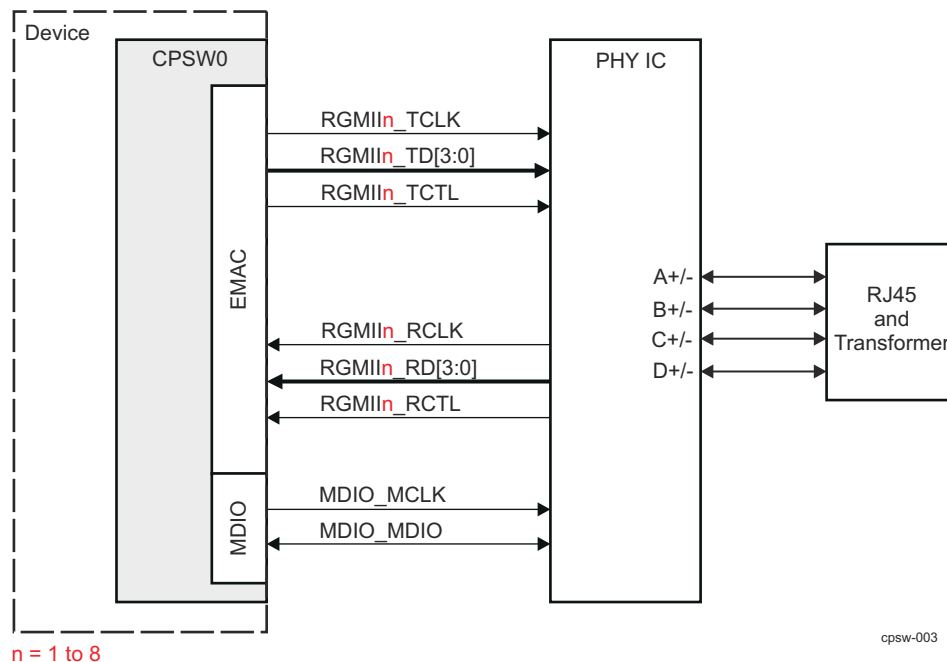 Device
CPSW0
PHY IC
RGMIIn_TCLK
RGMIIn_TD[3:0]
RGMIIn_TCTL
EMAC
A+/-
B+/-
C+/-
D+/-
RJ45
and
Transformer
RGMIIn_RCLK
RGMIIn_RD[3:0]
RGMIIn_RCTL
MDIO
MDIO_MCLK
MDIO_MDIO
cpsw-003
n = 1 to 8